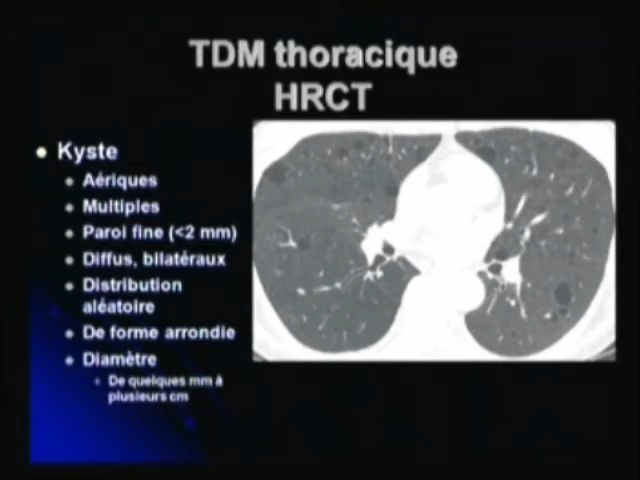 TDM thoracique
HRCT
Kyste
Aériques
Multiples
Paroi fine (<2 mm)
Diffus, bilatéraux
Distribution
aléatoire
De forme arrondie
Diamètre
De quelques mm à
plusieurs cm